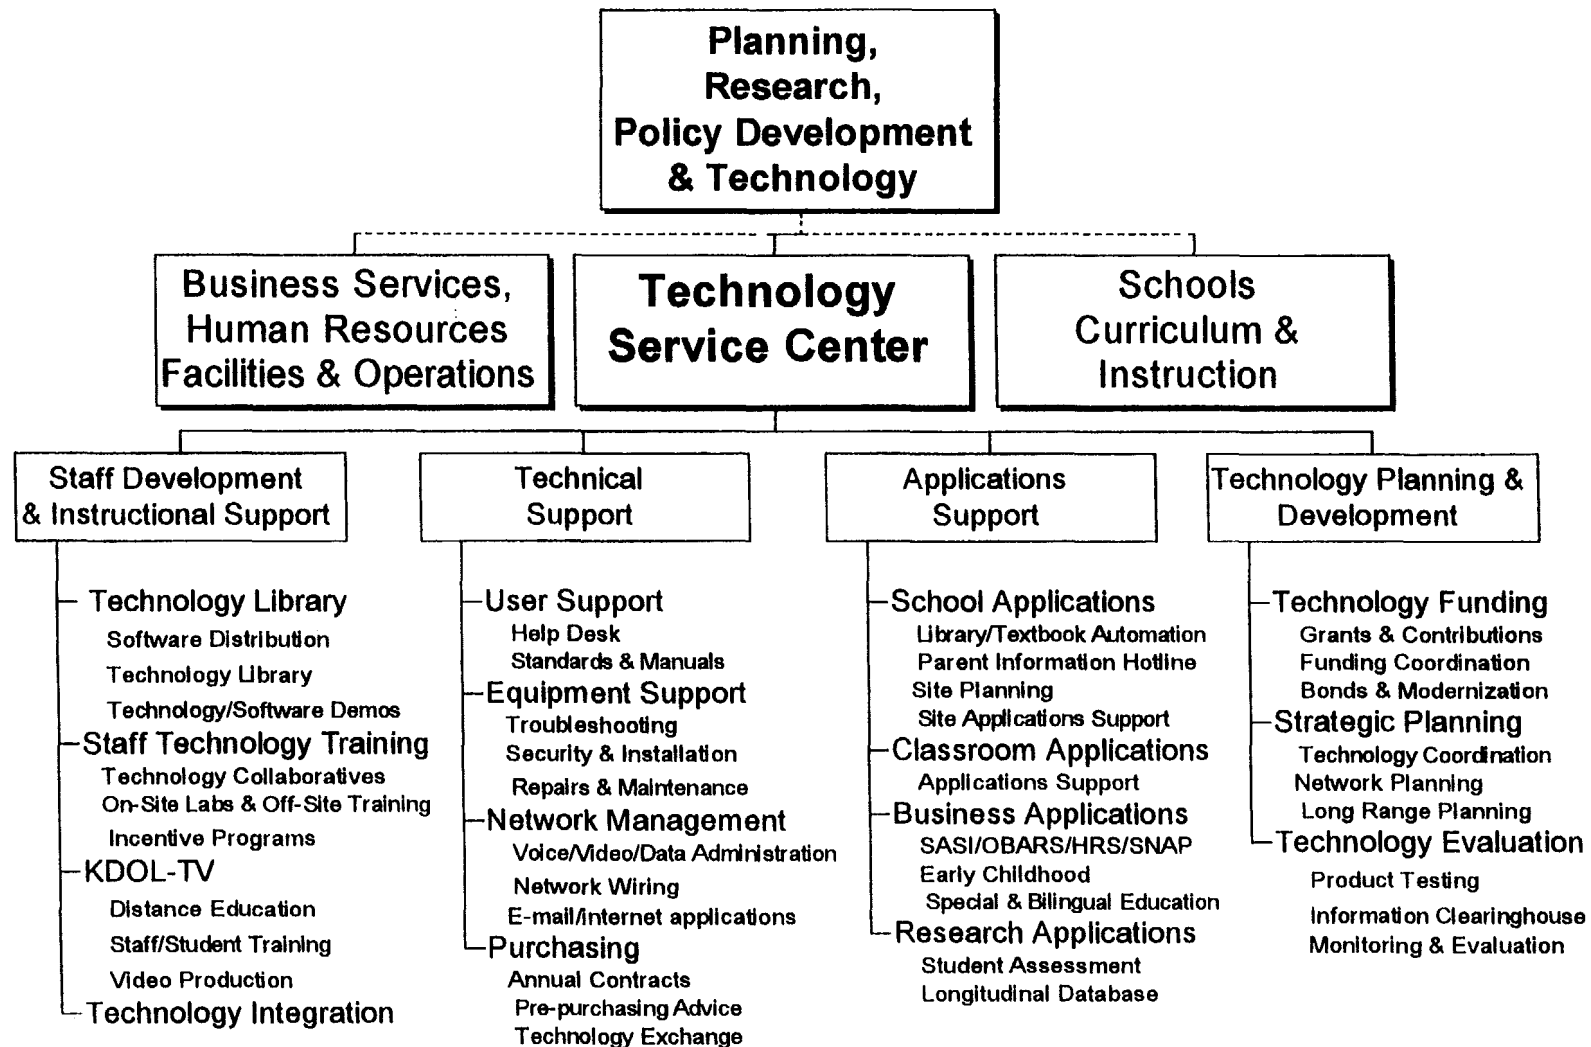 Planning,
Research,
Policy Development
& Technology
Business Services,
Human Resources
Facilities & Operations
Technology
Service Center
Schools
Curriculum &
Instruction
Staff Development
& Instructional Support
Technology Library
Software Distribution
Technology Library
Technology/Software Demos
Staff Technology Training
Technology Collaboratives
On-Site Labs & Off-Site Training
Incentive Programs
KDOL-TV
Distance Education
Staff/Student Training
Video Production
Technology Integration
Technical
Support
User Support
Help Desk
Standards & Manuals
Equipment Support
Troubleshooting
Security & Installation
Repairs & Maintenance
Network Management
Voice/Video/Data Administration
Network Wiring
E-mail/Internet applications
Purchasing
Annual Contracts
Pre-purchasing Advice
Technology Exchange
Applications
Support
School Applications
Library/Textbook Automation
Parent Information Hotline
Site Planning
Site Applications Support
Classroom Applications
Applications Support
Business Applications
SASI/OBARS/HRS/SNAP
Early Childhood
Special & Bilingual Education
Research Applications
Student Assessment
Longitudinal Database
Technology Planning &
Development
Technology Funding
Grants & Contributions
Funding Coordination
Bonds & Modernization
Strategic Planning
Technology Coordination
Network Planning
Long Range Planning
Technology Evaluation
Product Testing
Information Clearinghouse
Monitoring & Evaluation